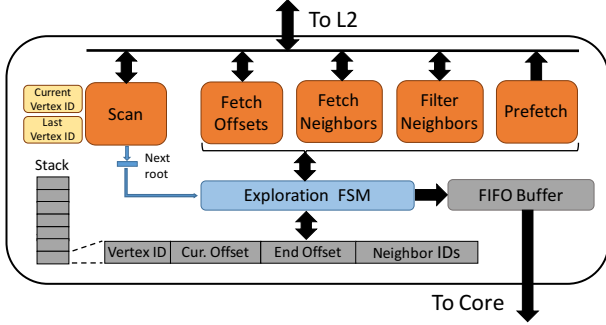 To L2
Current
Vertex ID
Last
Vertex ID
Scan
Fetch
Offsets
Fetch
Neighbors
Filter
Neighbors
Prefetch
Next
root
Stack
Exploration FSM
FIFO Buffer
Vertex ID
Cur. Offset
End Offset
Neighbor IDs
To Core